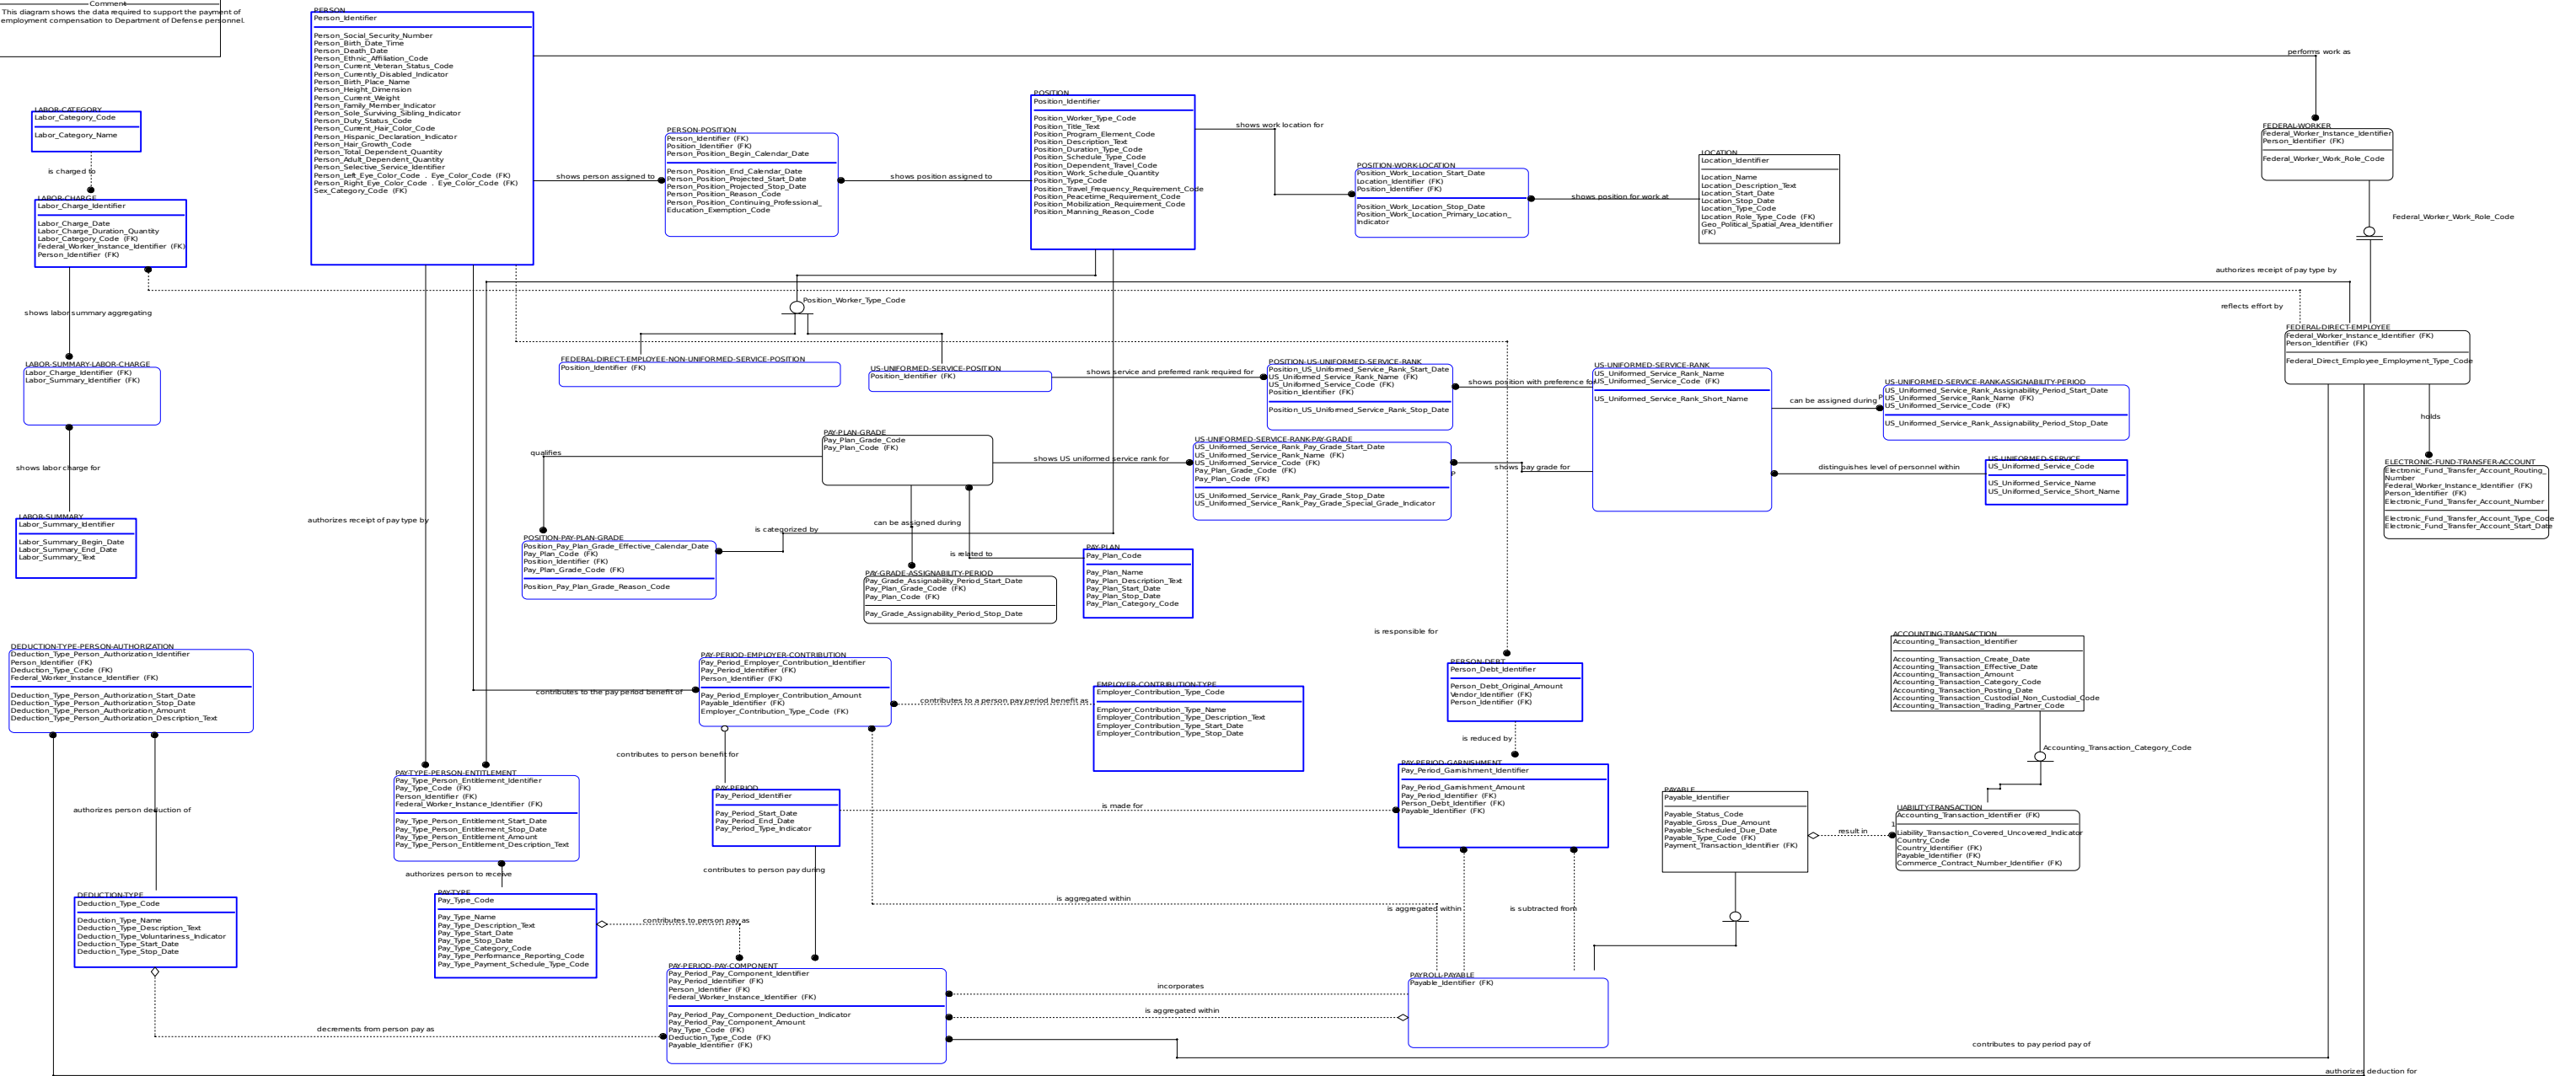 Comment
This diagram shows the data required to support the payment of
employment compensation to Department of Defense personnel.
PERSON
Person_Identifier
Person_Social_Security_Number
Person_Birth_Date_Time
Person_Death_Date
Person_Ethnic_Affiliation_Code
Person_Current_Veteran_Status_Code
Person_Currently_Disabled_Indicator
Person_Birth_Place_Name
Person_Height_Dimension
Person_Current_Weight
Person_Family_Member_Indicator
Person_Sole_Surviving_Sibling_Indicator
Person_Duty_Status_Code
Person_Current_Hair_Color_Code
Person_Hispanic_Declaration_Indicator
Person_Hair_Growth_Code
Person_Total_Dependent_Quantity
Person_Adult_Dependent_Quantity
Person_Selective_Service_Identifier
Person_Left_Eye_Color_Code . Eye_Color_Code (FK)
Person_Right_Eye_Color_Code . Eye_Color_Code (FK)
Sex_Category_Code (FK)
performs work as
LABOR-CATEGORY
Labor_Category_Code
Labor_Category_Name
is charged to
LABOR-CHARGE
Labor_Charge_Identifier
Labor_Charge_Date
Labor_Charge_Duration_Quantity
Labor_Category_Code (FK)
Federal_Worker_Instance_Identifier (FK)
Person_Identifier (FK)
shows person assigned to
PERSON-POSITION
Person_Identifier (FK)
Position_Identifier (FK)
Person_Position_Begin_Calendar_Date
Person_Position_End_Calendar_Date
Person_Position_Projected_Start_Date
Person_Position_Projected_Stop_Date
Person_Position_Reason_Code
Person_Position_Continuing_Professional_
Education_Exemption_Code
shows position assigned to
POSITION
Position_Identifier
Position_Worker_Type_Code
Position_Title_Text
Position_Program_Element_Code
Position_Description_Text
Position_Duration_Type_Code
Position_Schedule_Type_Code
Position_Dependent_Travel_Code
Position_Work_Schedule_Quantity
Position_Type_Code
Position_Travel_Frequency_Requirement_Code
Position_Peacetime_Requirement_Code
Position_Mobilization_Requirement_Code
Position_Manning_Reason_Code
shows work location for
POSITION-WORK-LOCATION
Position_Work_Location_Start_Date
Location_Identifier (FK)
Position_Identifier (FK)
Position_Work_Location_Stop_Date
Position_Work_Location_Primary_Location_
Indicator
shows position for work at
LOCATION
Location_Identifier
Location_Name
Location_Description_Text
Location_Start_Date
Location_Stop_Date
Location_Type_Code
Location_Role_Type_Code (FK)
Geo_Political_Spatial_Area_Identifier
(FK)
FEDERAL-WORKER
Federal_Worker_Instance_Identifier
Person_Identifier (FK)
Federal_Worker_Work_Role_Code
Federal_Worker_Work_Role_Code
authorizes receipt of pay type by
reflects effort by
FEDERAL-DIRECT-EMPLOYEE
Federal_Worker_Instance_Identifier (FK)
Person_Identifier (FK)
Federal_Direct_Employee_Employment_Type_Code
holds
ELECTRONIC-FUND-TRANSFER-ACCOUNT
Electronic_Fund_Transfer_Account_Routing_
Number
Federal_Worker_Instance_Identifier (FK)
Person_Identifier (FK)
Electronic_Fund_Transfer_Account_Number
Electronic_Fund_Transfer_Account_Type_Code
Electronic_Fund_Transfer_Account_Start_Date
shows labor summary aggregating
LABOR-SUMMARY-LABOR-CHARGE
Labor_Charge_Identifier (FK)
Labor_Summary_Identifier (FK)
shows labor charge for
LABOR-SUMMARY
Labor_Summary_Identifier
Labor_Summary_Begin_Date
Labor_Summary_End_Date
Labor_Summary_Text
Position_Worker_Type_Code
FEDERAL-DIRECT-EMPLOYEE-NON-UNIFORMED-SERVICE-POSITION
Position_Identifier (FK)
US-UNIFORMED-SERVICE-POSITION
Position_Identifier (FK)
shows service and preferred rank required for
POSITION-US-UNIFORMED-SERVICE-RANK
Position_US_Uniformed_Service_Rank_Start_Date
US_Uniformed_Service_Rank_Name (FK)
US_Uniformed_Service_Code (FK)
Position_Identifier (FK)
Position_US_Uniformed_Service_Rank_Stop_Date
shows position with preference for
US-UNIFORMED-SERVICE-RANK
US_Uniformed_Service_Rank_Name
US_Uniformed_Service_Code (FK)
US_Uniformed_Service_Rank_Short_Name
can be assigned during
P
US-UNIFORMED-SERVICE-RANK-ASSIGNABILITY-PERIOD
US_Uniformed_Service_Rank_Assignability_Period_Start_Date
US_Uniformed_Service_Rank_Name (FK)
US_Uniformed_Service_Code (FK)
US_Uniformed_Service_Rank_Assignability_Period_Stop_Date
distinguishes level of personnel within
US-UNIFORMED-SERVICE
US_Uniformed_Service_Code
US_Uniformed_Service_Name
US_Uniformed_Service_Short_Name
qualifies
PAY-PLAN-GRADE
Pay_Plan_Grade_Code
Pay_Plan_Code (FK)
shows US uniformed service rank for
US-UNIFORMED-SERVICE-RANK-PAY-GRADE
US_Uniformed_Service_Rank_Pay_Grade_Start_Date
US_Uniformed_Service_Rank_Name (FK)
US_Uniformed_Service_Code (FK)
Pay_Plan_Grade_Code (FK)
Pay_Plan_Code (FK)
US_Uniformed_Service_Rank_Pay_Grade_Stop_Date
US_Uniformed_Service_Rank_Pay_Grade_Special_Grade_Indicator
P
shows pay grade for
authorizes receipt of pay type by
is categorized by
can be assigned during
is related to
POSITION-PAY-PLAN-GRADE
Position_Pay_Plan_Grade_Effective_Calendar_Date
Pay_Plan_Code (FK)
Position_Identifier (FK)
Pay_Plan_Grade_Code (FK)
Position_Pay_Plan_Grade_Reason_Code
PAY-GRADE-ASSIGNABILITY-PERIOD
Pay_Grade_Assignability_Period_Start_Date
Pay_Plan_Grade_Code (FK)
Pay_Plan_Code (FK)
Pay_Grade_Assignability_Period_Stop_Date
PAY-PLAN
Pay_Plan_Code
Pay_Plan_Name
Pay_Plan_Description_Text
Pay_Plan_Start_Date
Pay_Plan_Stop_Date
Pay_Plan_Category_Code
is responsible for
DEDUCTION-TYPE-PERSON-AUTHORIZATION
Deduction_Type_Person_Authorization_Identifier
Person_Identifier (FK)
Deduction_Type_Code (FK)
Federal_Worker_Instance_Identifier (FK)
Deduction_Type_Person_Authorization_Start_Date
Deduction_Type_Person_Authorization_Stop_Date
Deduction_Type_Person_Authorization_Amount
Deduction_Type_Person_Authorization_Description_Text
contributes to the pay period benefit of
PAY-PERIOD-EMPLOYER-CONTRIBUTION
Pay_Period_Employer_Contribution_Identifier
Pay_Period_Identifier (FK)
Person_Identifier (FK)
Pay_Period_Employer_Contribution_Amount
Payable_Identifier (FK)
Employer_Contribution_Type_Code (FK)
contributes to a person pay period benefit as
EMPLOYER-CONTRIBUTION-TYPE
Employer_Contribution_Type_Code
Employer_Contribution_Type_Name
Employer_Contribution_Type_Description_Text
Employer_Contribution_Type_Start_Date
Employer_Contribution_Type_Stop_Date
PERSON-DEBT
Person_Debt_Identifier
Person_Debt_Original_Amount
Vendor_Identifier (FK)
Person_Identifier (FK)
is reduced by
ACCOUNTING-TRANSACTION
Accounting_Transaction_Identifier
Accounting_Transaction_Create_Date
Accounting_Transaction_Effective_Date
Accounting_Transaction_Amount
Accounting_Transaction_Category_Code
Accounting_Transaction_Posting_Date
Accounting_Transaction_Custodial_Non_Custodial_Code
Accounting_Transaction_Trading_Partner_Code
Accounting_Transaction_Category_Code
contributes to person benefit for
PAY-TYPE-PERSON-ENTITLEMENT
Pay_Type_Person_Entitlement_Identifier
Pay_Type_Code (FK)
Person_Identifier (FK)
Federal_Worker_Instance_Identifier (FK)
Pay_Type_Person_Entitlement_Start_Date
Pay_Type_Person_Entitlement_Stop_Date
Pay_Type_Person_Entitlement_Amount
Pay_Type_Person_Entitlement_Description_Text
PAY-PERIOD
Pay_Period_Identifier
Pay_Period_Start_Date
Pay_Period_End_Date
Pay_Period_Type_Indicator
is made for
PAY-PERIOD-GARNISHMENT
Pay_Period_Garnishment_Identifier
Pay_Period_Garnishment_Amount
Pay_Period_Identifier (FK)
Person_Debt_Identifier (FK)
Payable_Identifier (FK)
PAYABLE
Payable_Identifier
Payable_Status_Code
Payable_Gross_Due_Amount
Payable_Scheduled_Due_Date
Payable_Type_Code (FK)
Payment_Transaction_Identifier (FK)
result in
1
LIABILITY-TRANSACTION
Accounting_Transaction_Identifier (FK)
Liability_Transaction_Covered_Uncovered_Indicator
Country_Code
Country_Identifier (FK)
Payable_Identifier (FK)
Commerce_Contract_Number_Identifier (FK)
authorizes person deduction of
authorizes person to receive
contributes to person pay during
DEDUCTION-TYPE
Deduction_Type_Code
Deduction_Type_Name
Deduction_Type_Description_Text
Deduction_Type_Voluntariness_Indicator
Deduction_Type_Start_Date
Deduction_Type_Stop_Date
PAY-TYPE
Pay_Type_Code
Pay_Type_Name
Pay_Type_Description_Text
Pay_Type_Start_Date
Pay_Type_Stop_Date
Pay_Type_Category_Code
Pay_Type_Performance_Reporting_Code
Pay_Type_Payment_Schedule_Type_Code
contributes to person pay as
is aggregated within
is aggregated within
is subtracted from
PAY-PERIOD-PAY-COMPONENT
Pay_Period_Pay_Component_Identifier
Pay_Period_Identifier (FK)
Person_Identifier (FK)
Federal_Worker_Instance_Identifier (FK)
Pay_Period_Pay_Component_Deduction_Indicator
Pay_Period_Pay_Component_Amount
Pay_Type_Code (FK)
Deduction_Type_Code (FK)
Payable_Identifier (FK)
incorporates
is aggregated within
PAYROLL-PAYABLE
Payable_Identifier (FK)
decrements from person pay as
contributes to pay period pay of
authorizes deduction for